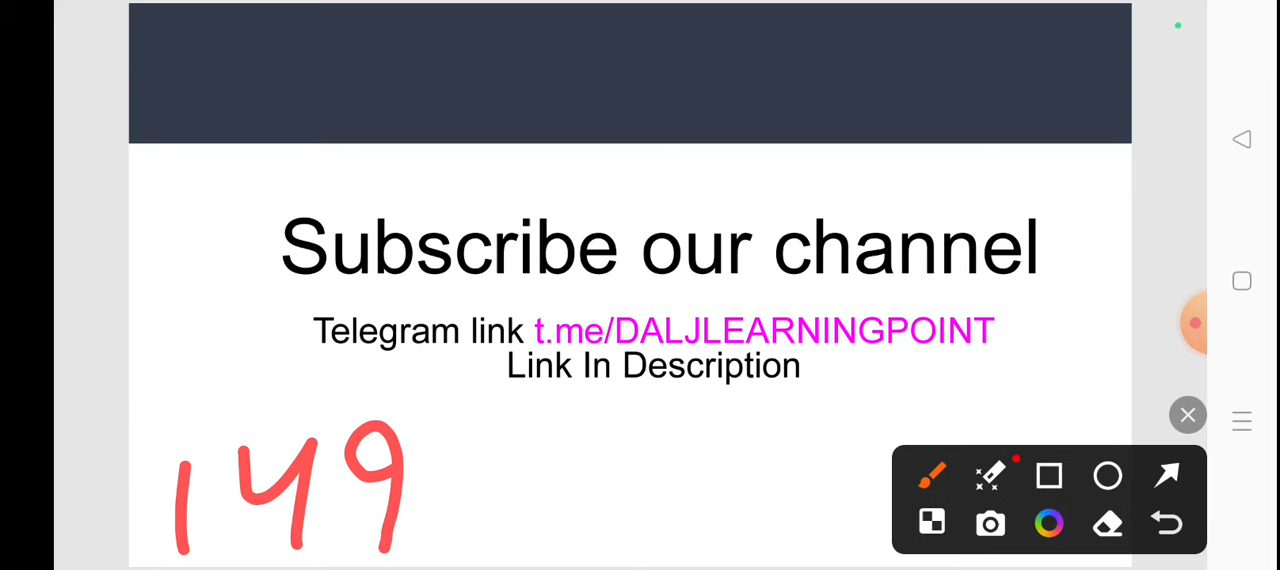 Subscribe our channel
Telegram link t.me/DALJLEARNINGPOINT
Link In Description
149